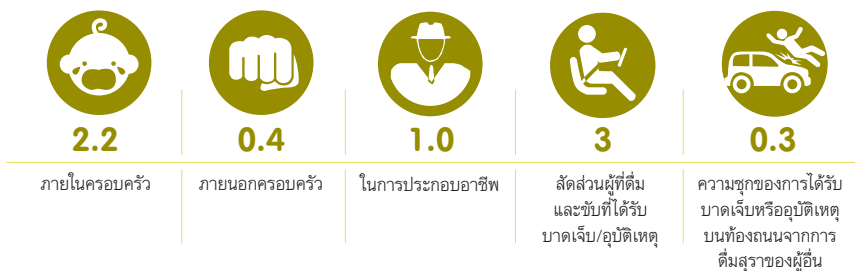 2.2
0.4
1.0
3
0.3
ภายในครอบครัว
ภายนอกครอบครัว
ในการประกอบอาชีพ
สัดส่วนผู้ที่ดื่ม
และขับที่ได้รับ
บาดเจ็บ/อุบัติเหตุ
ความชุกของการได้รับ
บาดเจ็บหรืออุบัติเหตุ
บนท้องถนนจากการ
ดื่มสุราของผู้อื่น